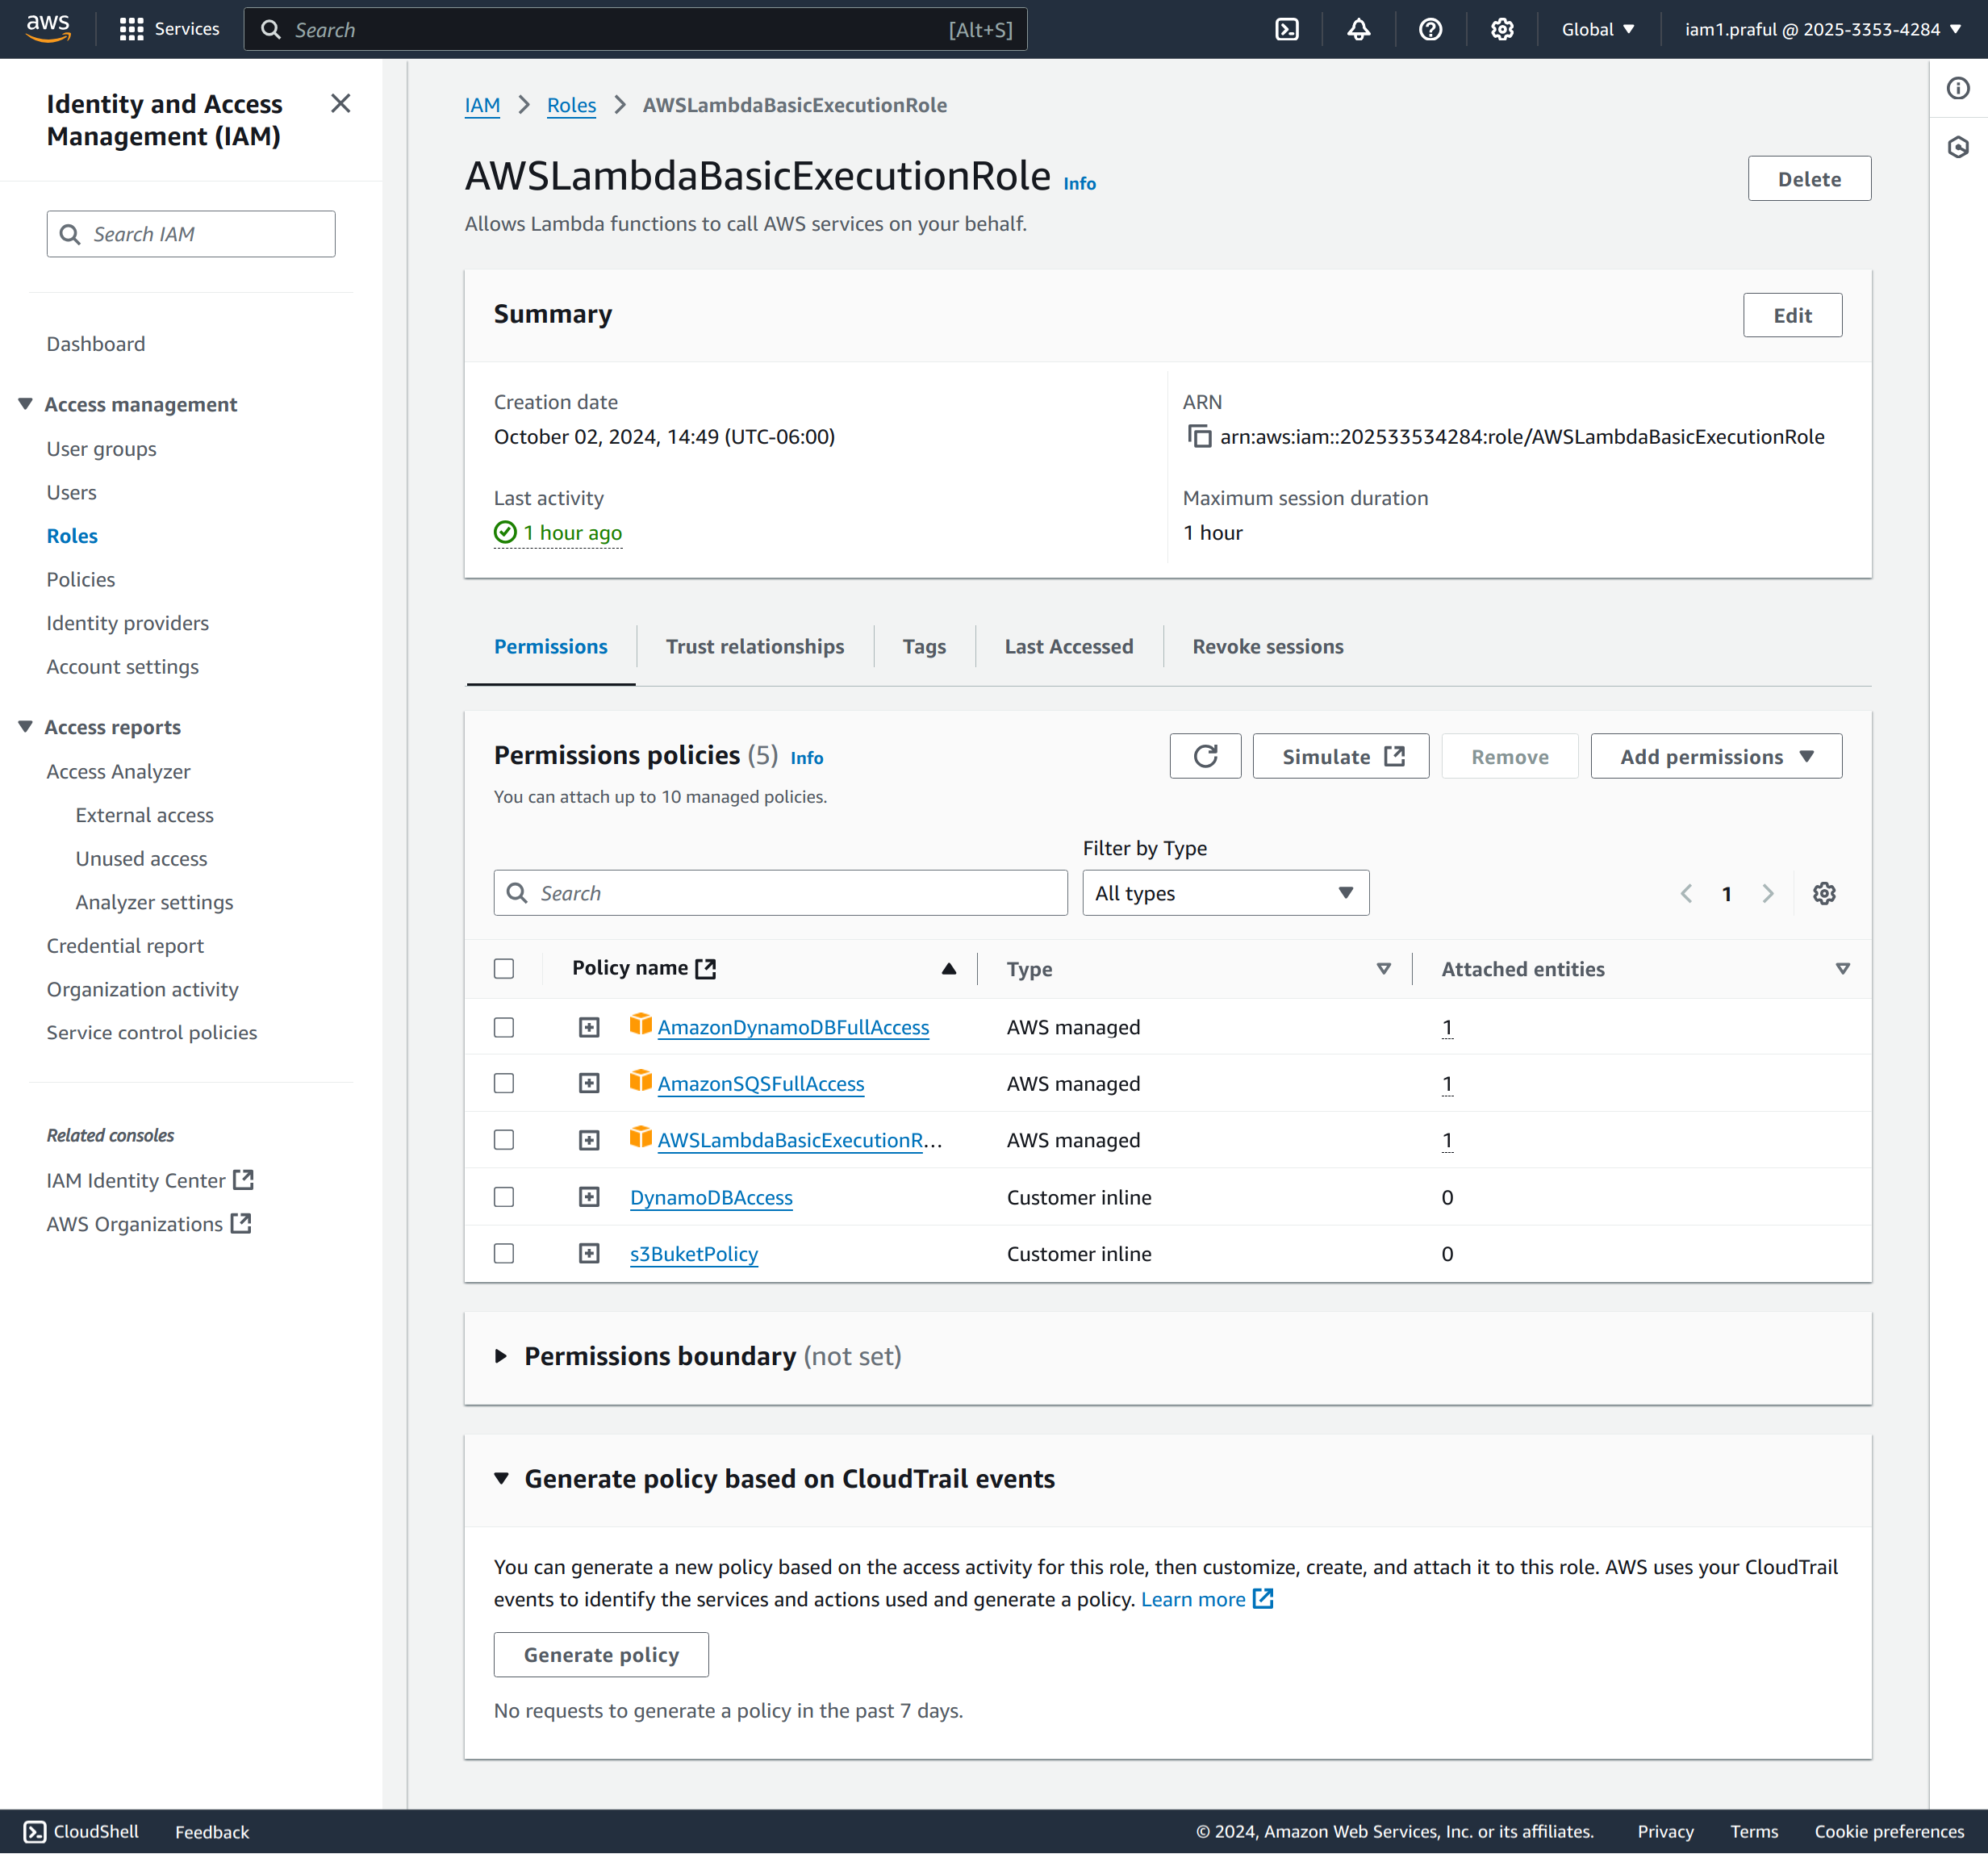 aws
Services
Search [Alt+S]
Global
iam1.praful @ 2025-3353-4284
Identity and Access
Management (IAM)
Search IAM
Dashboard
Access management
User groups
Users
Roles
Policies
Identity providers
Account settings
Access reports
Access Analyzer
External access
Unused access
Analyzer settings
Credential report
Organization activity
Service control policies
Related consoles
IAM Identity Center
AWS Organizations
IAM > Roles > AWSLambdaBasicExecutionRole
AWSLambdaBasicExecutionRole Info
Delete
Allows Lambda functions to call AWS services on your behalf.
Summary
Edit
Creation date
October 02, 2024, 14:49 (UTC-06:00)
ARN
arn:aws:iam::202533534284:role/AWSLambdaBasicExecutionRole
Last activity
1 hour ago
Maximum session duration
1 hour
Permissions
Trust relationships
Tags
Last Accessed
Revoke sessions
Permissions policies (5) Info
Simulate
Remove
Add permissions
You can attach up to 10 managed policies.
Filter by Type
Search
All types
1
Policy name Type Attached entities
AmazonDynamoDBFullAccess AWS managed 1
AmazonSQSFullAccess AWS managed 1
AWSLambdaBasicExecutionR... AWS managed 1
DynamoDBAccess Customer inline 0
s3BuketPolicy Customer inline 0
Permissions boundary (not set)
Generate policy based on CloudTrail events
You can generate a new policy based on the access activity for this role, then customize, create, and attach it to this role. AWS uses your CloudTrail
events to identify the services and actions used and generate a policy. Learn more
Generate policy
No requests to generate a policy in the past 7 days.
CloudShell
Feedback
© 2024, Amazon Web Services, Inc. or its affiliates.
Privacy
Terms
Cookie preferences